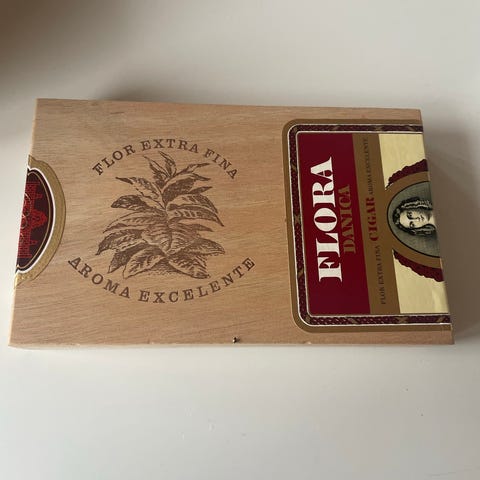 FLOR EXTRA FINA
AROMA EXCELENTE
FLORA
DANICA
FLOR EXTRA FINA CIGAR AROMA EXCELENTE